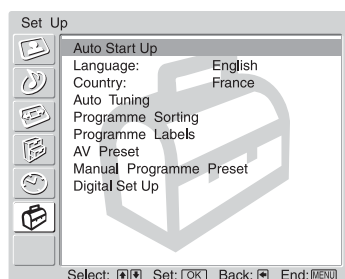 Set Up
Auto Start Up
Language: English
Country: France
Auto Tuning
Programme Sorting
Programme Labels
AV Preset
Manual Programme Preset
Digital Set Up
Select: Set: OK Back: End: MENU